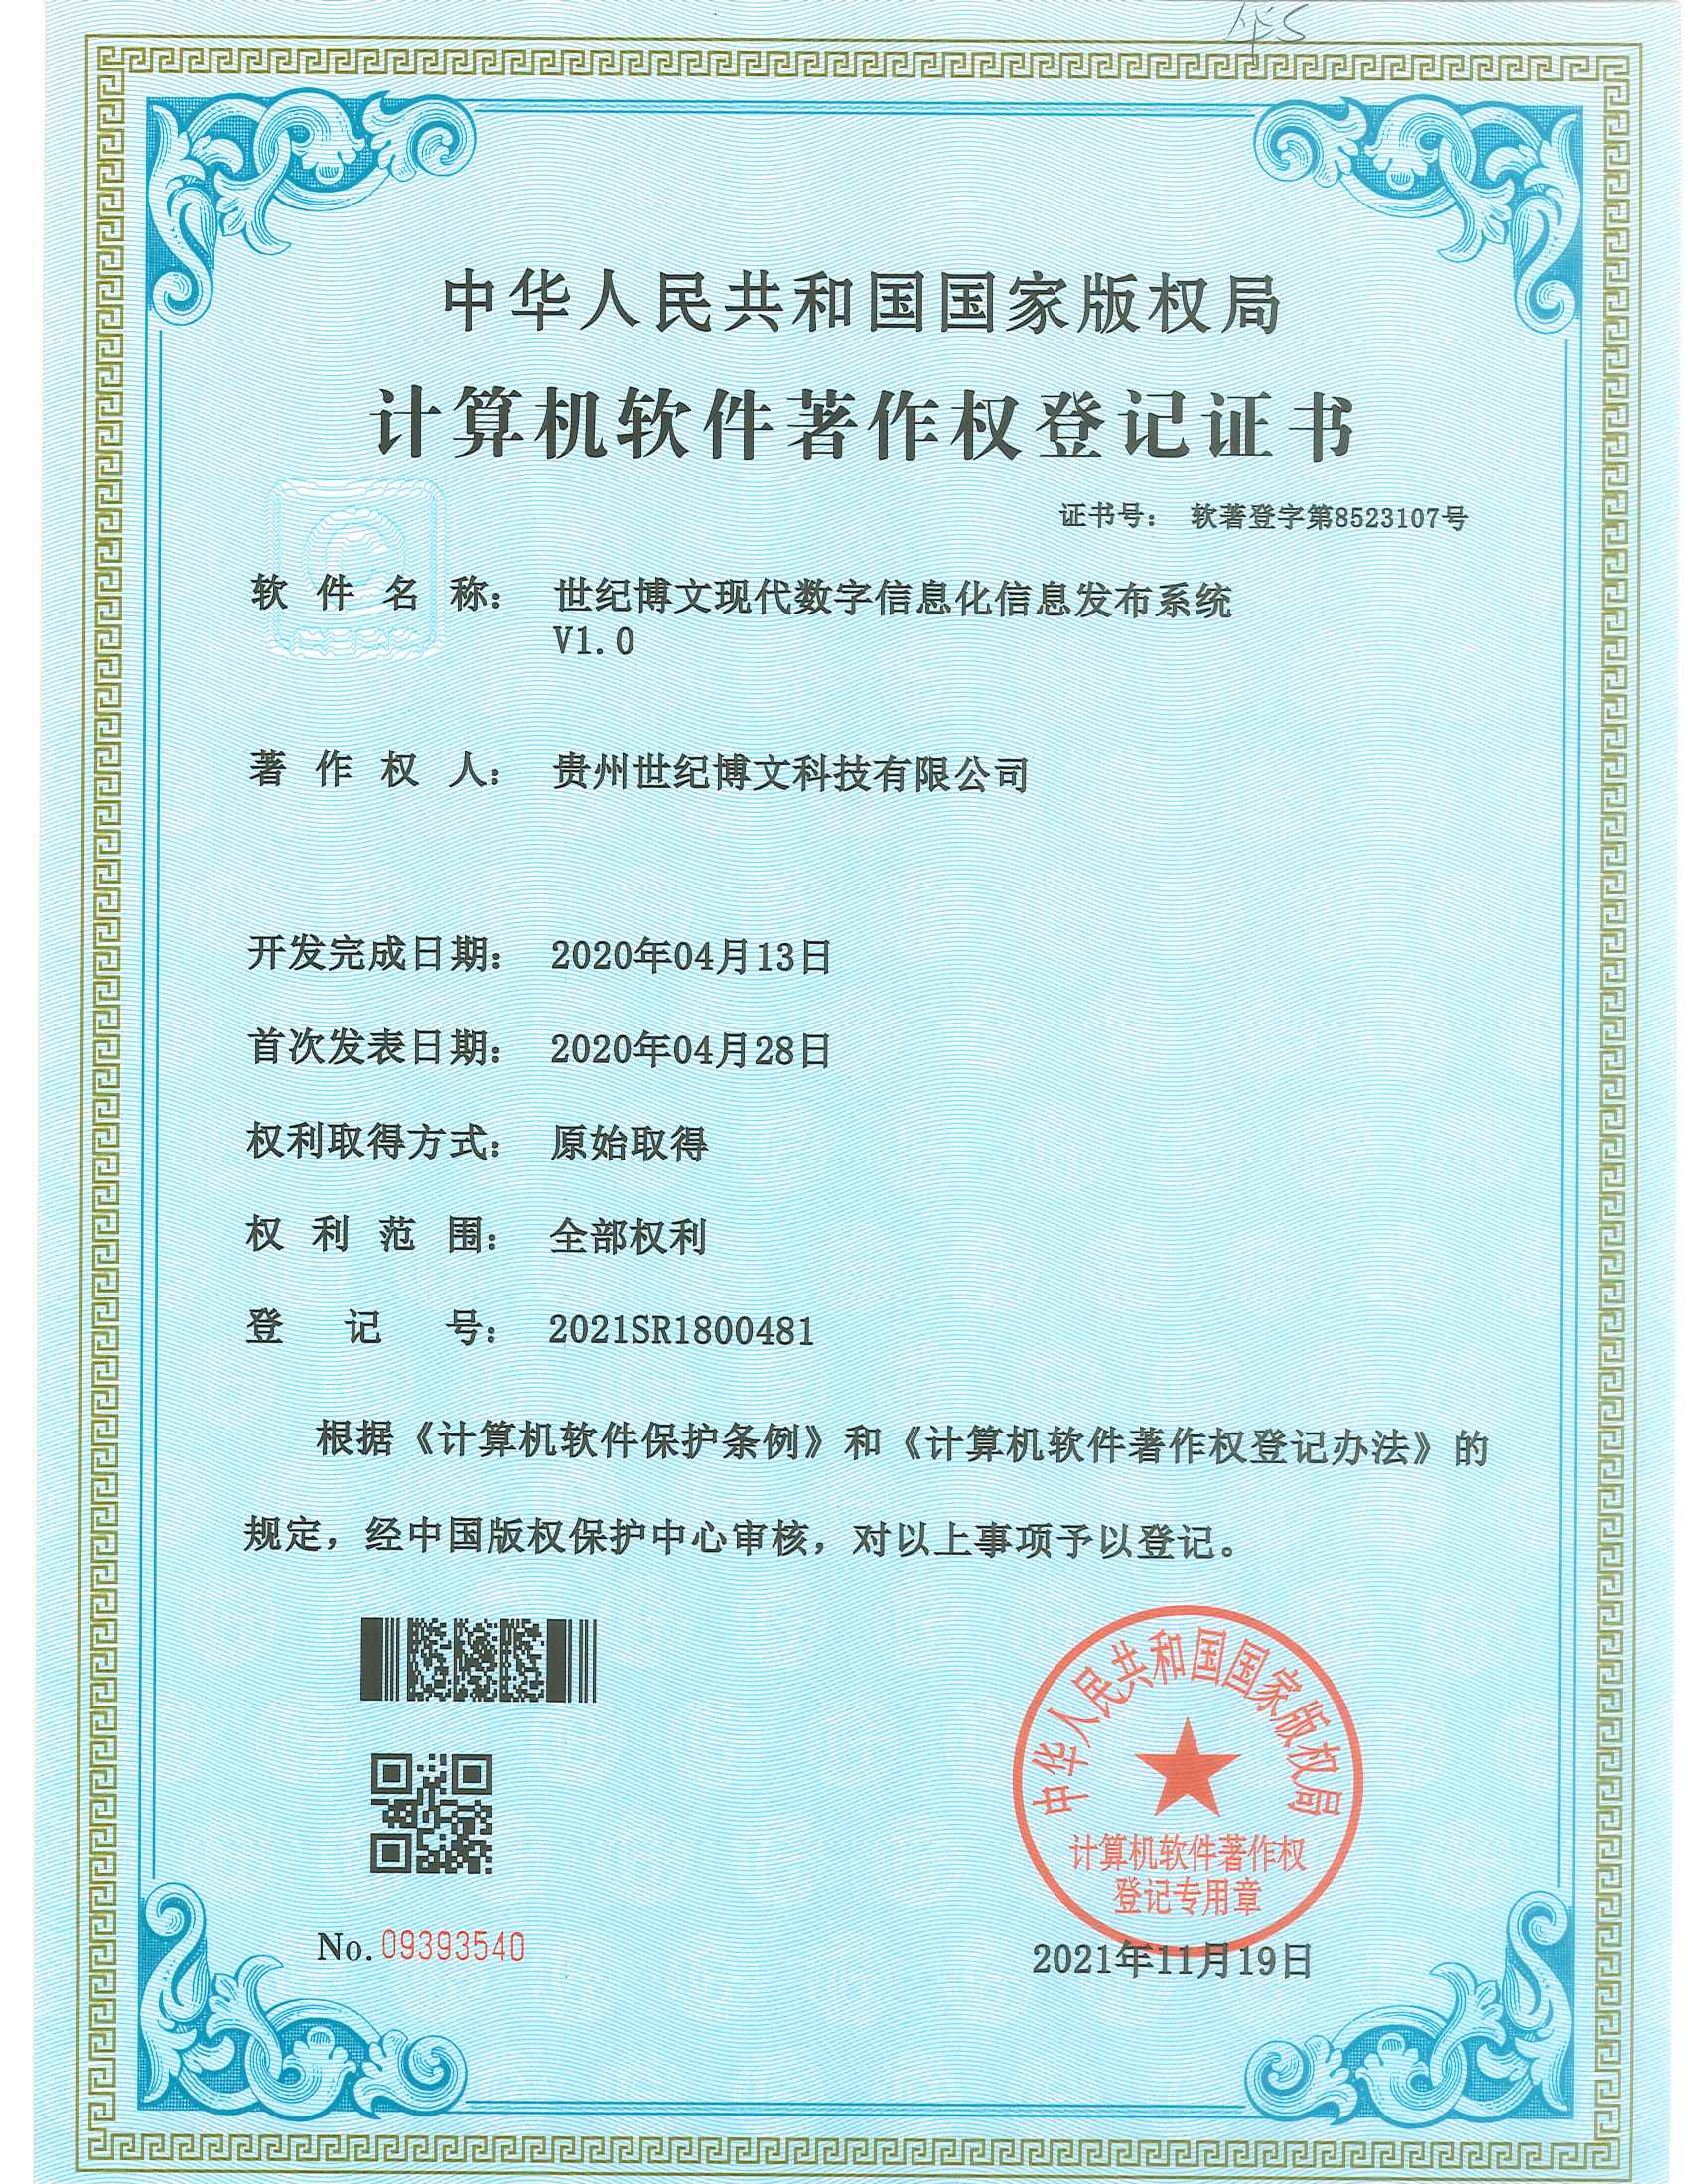 中华人民共和国国家版权局
计算机软件著作权登记证书
证书号： 软著登字第8523107号
软件名称： 世纪博文现代数字信息化信息发布系统
V1.0
著作权人： 贵州世纪博文科技有限公司
开发完成日期： 2020年04月13日
首次发表日期： 2020年04月28日
权利取得方式： 原始取得
权利范围： 全部权利
登记号： 2021SR1800481
根据《计算机软件保护条例》和《计算机软件著作权登记办法》的
规定，经中国版权保护中心审核，对以上事项予以登记。
中华人民共和国国家版权局
计算机软件著作权
登记专用章
No. 09393540
2021年11月19日